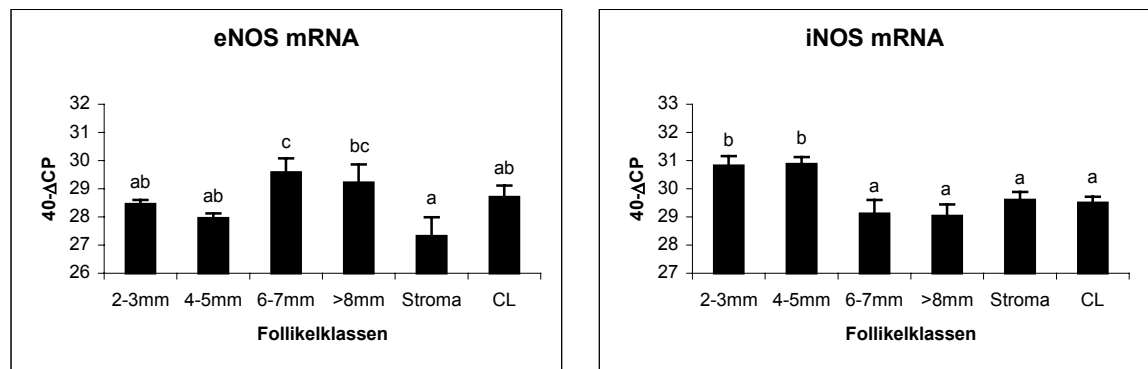 eNOS mRNA
40-ΔCP
32
31
30
29
28
27
26
ab
ab
c
bc
a
ab
2-3mm 4-5mm 6-7mm >8mm Stroma CL
Follikelklassen
iNOS mRNA
40-ΔCP
33
32
31
30
29
28
27
b
b
a
a
a
a
2-3mm 4-5mm 6-7mm >8mm Stroma CL
Follikelklassen